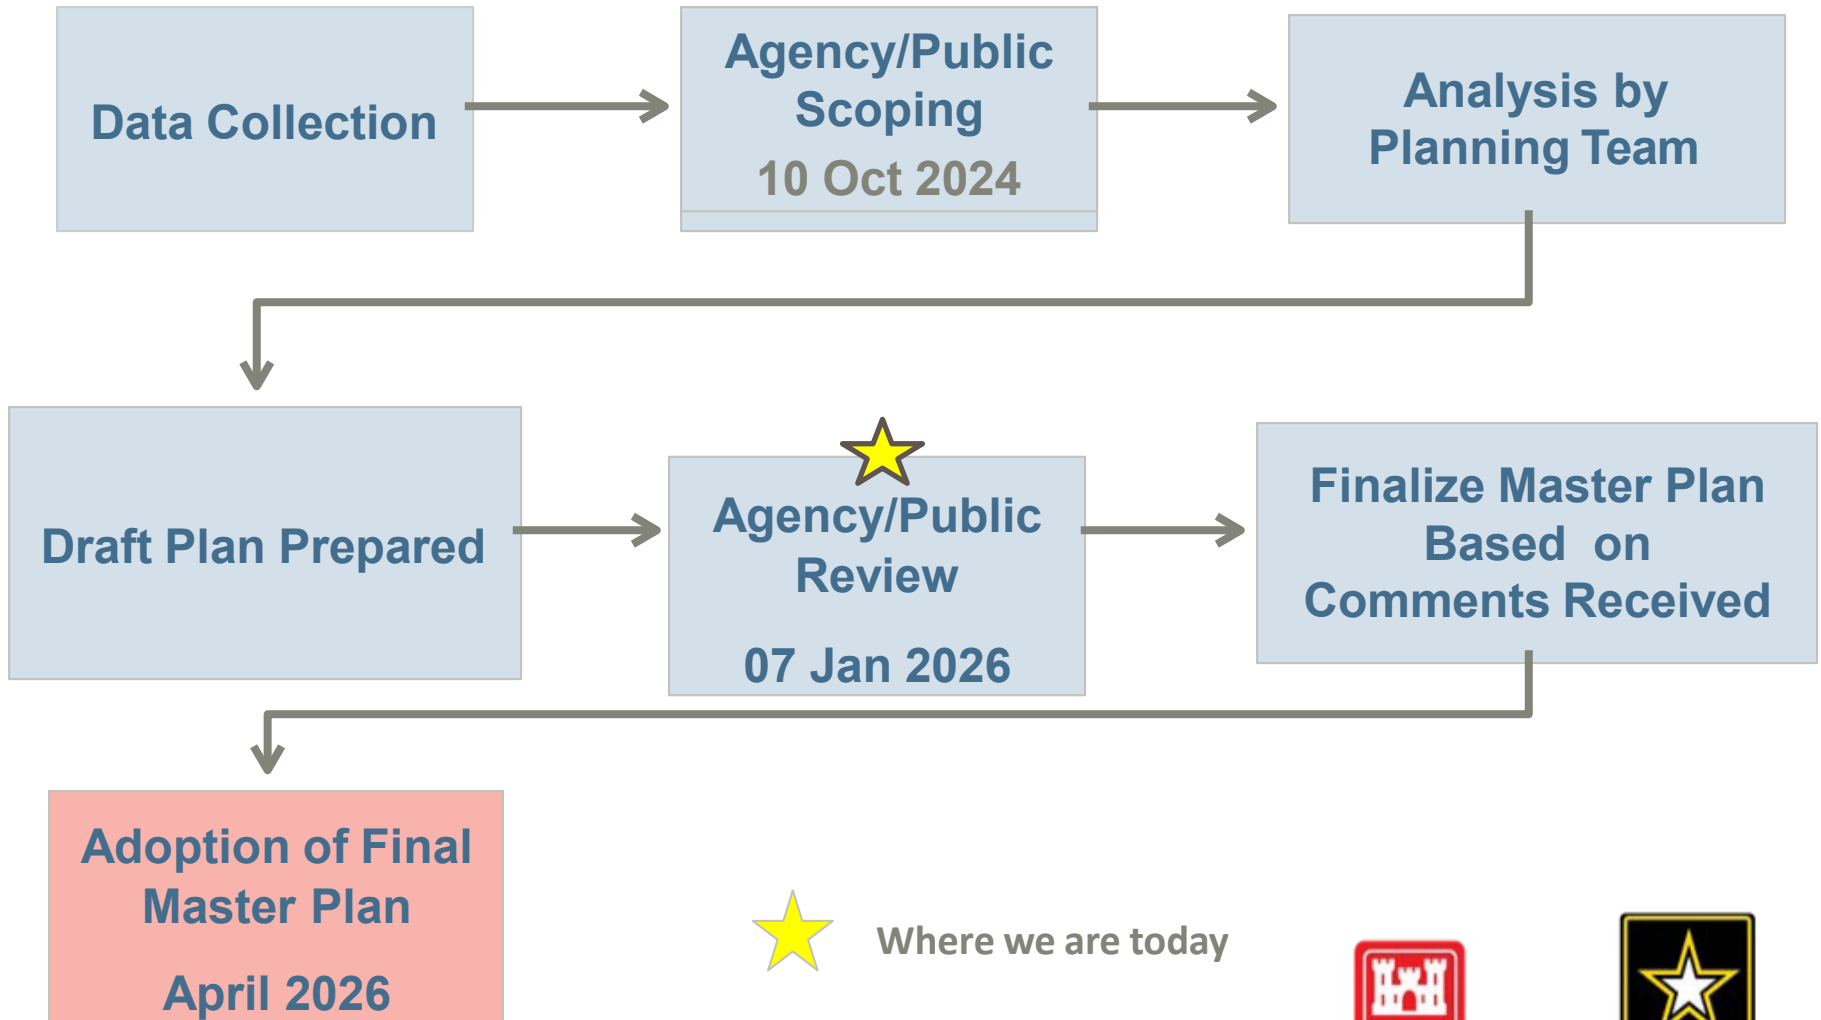 Data Collection
Agency/Public
Scoping
10 Oct 2024
Analysis by
Planning Team
Draft Plan Prepared
Agency/Public
Review
07 Jan 2026
Finalize Master Plan
Based on
Comments Received
Adoption of Final
Master Plan
April 2026
Where we are today